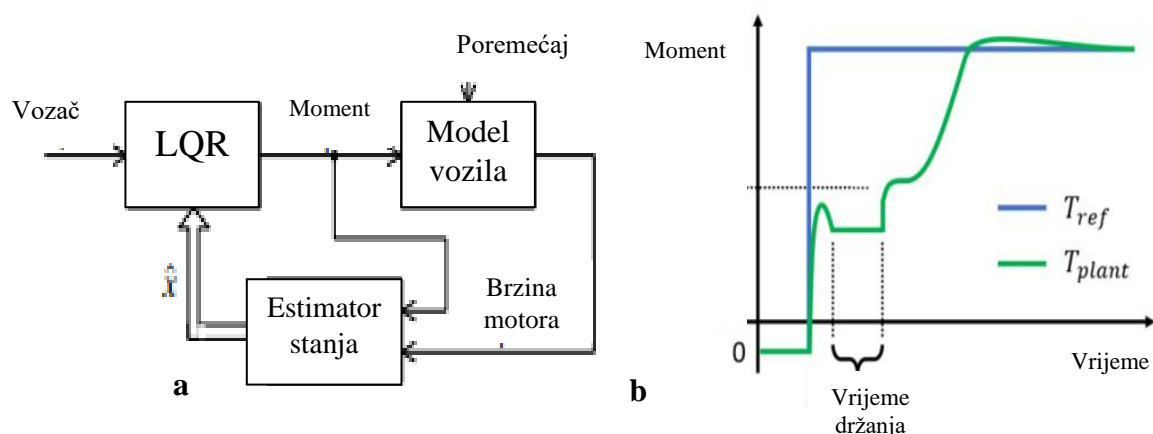 Poremećaj
Vozač
Moment
LQR
Model
vozila
x̂
Estimator
stanja
Brzina
motora
a
Moment
T_ref
T_plant
0
Vrijeme
Vrijeme
držanja
b